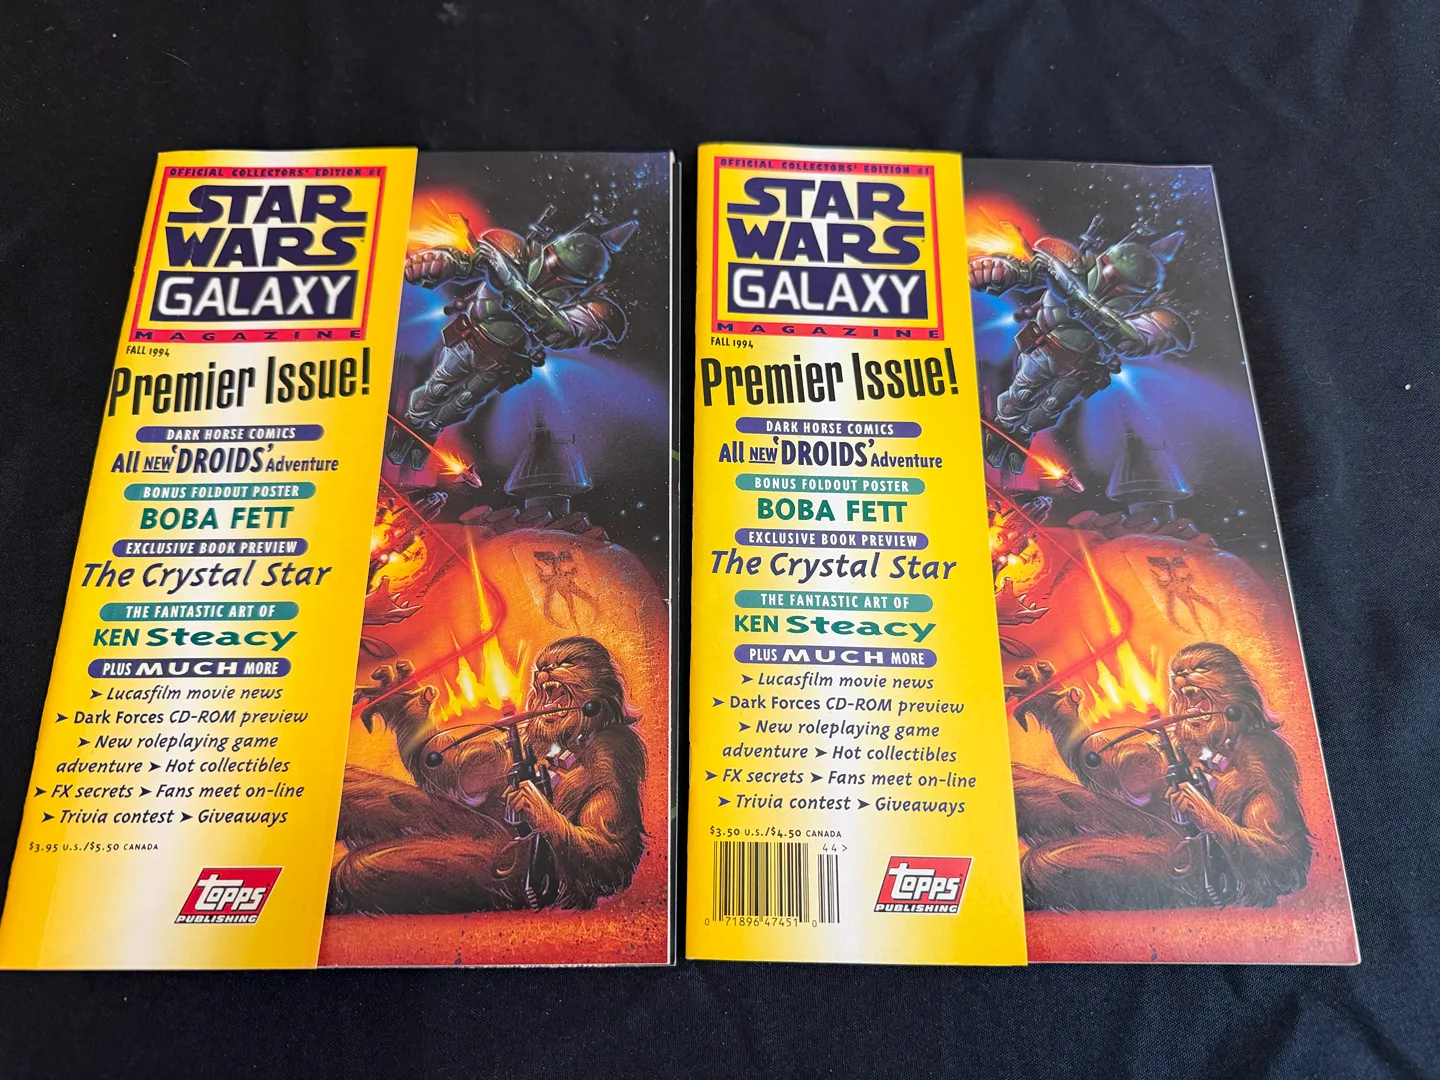 OFFICIAL COLLECTORS' EDITION #1
STAR
WARS
GALAXY
MAGAZINE
FALL 1994
Premier Issue!
DARK HORSE COMICS
All NEW 'DROIDS' Adventure
BONUS FOLDOUT POSTER
BOBA FETT
EXCLUSIVE BOOK PREVIEW
The Crystal Star
THE FANTASTIC ART OF
KEN Steacy
PLUS MUCH MORE
➤ Lucasfilm movie news
➤ Dark Forces CD-ROM preview
➤ New roleplaying game
adventure ➤ Hot collectibles
➤ FX secrets ➤ Fans meet on-line
➤ Trivia contest ➤ Giveaways
$3.95 U.S./$5.50 CANADA
Topps
PUBLISHING
OFFICIAL COLLECTORS' EDITION #1
STAR
WARS
GALAXY
MAGAZINE
FALL 1994
Premier Issue!
DARK HORSE COMICS
All NEW 'DROIDS' Adventure
BONUS FOLDOUT POSTER
BOBA FETT
EXCLUSIVE BOOK PREVIEW
The Crystal Star
THE FANTASTIC ART OF
KEN Steacy
PLUS MUCH MORE
➤ Lucasfilm movie news
➤ Dark Forces CD-ROM preview
➤ New roleplaying game
adventure ➤ Hot collectibles
➤ FX secrets ➤ Fans meet on-line
➤ Trivia contest ➤ Giveaways
$3.50 U.S./$4.50 CANADA
44>
0 71896 47451 0
Topps
PUBLISHING